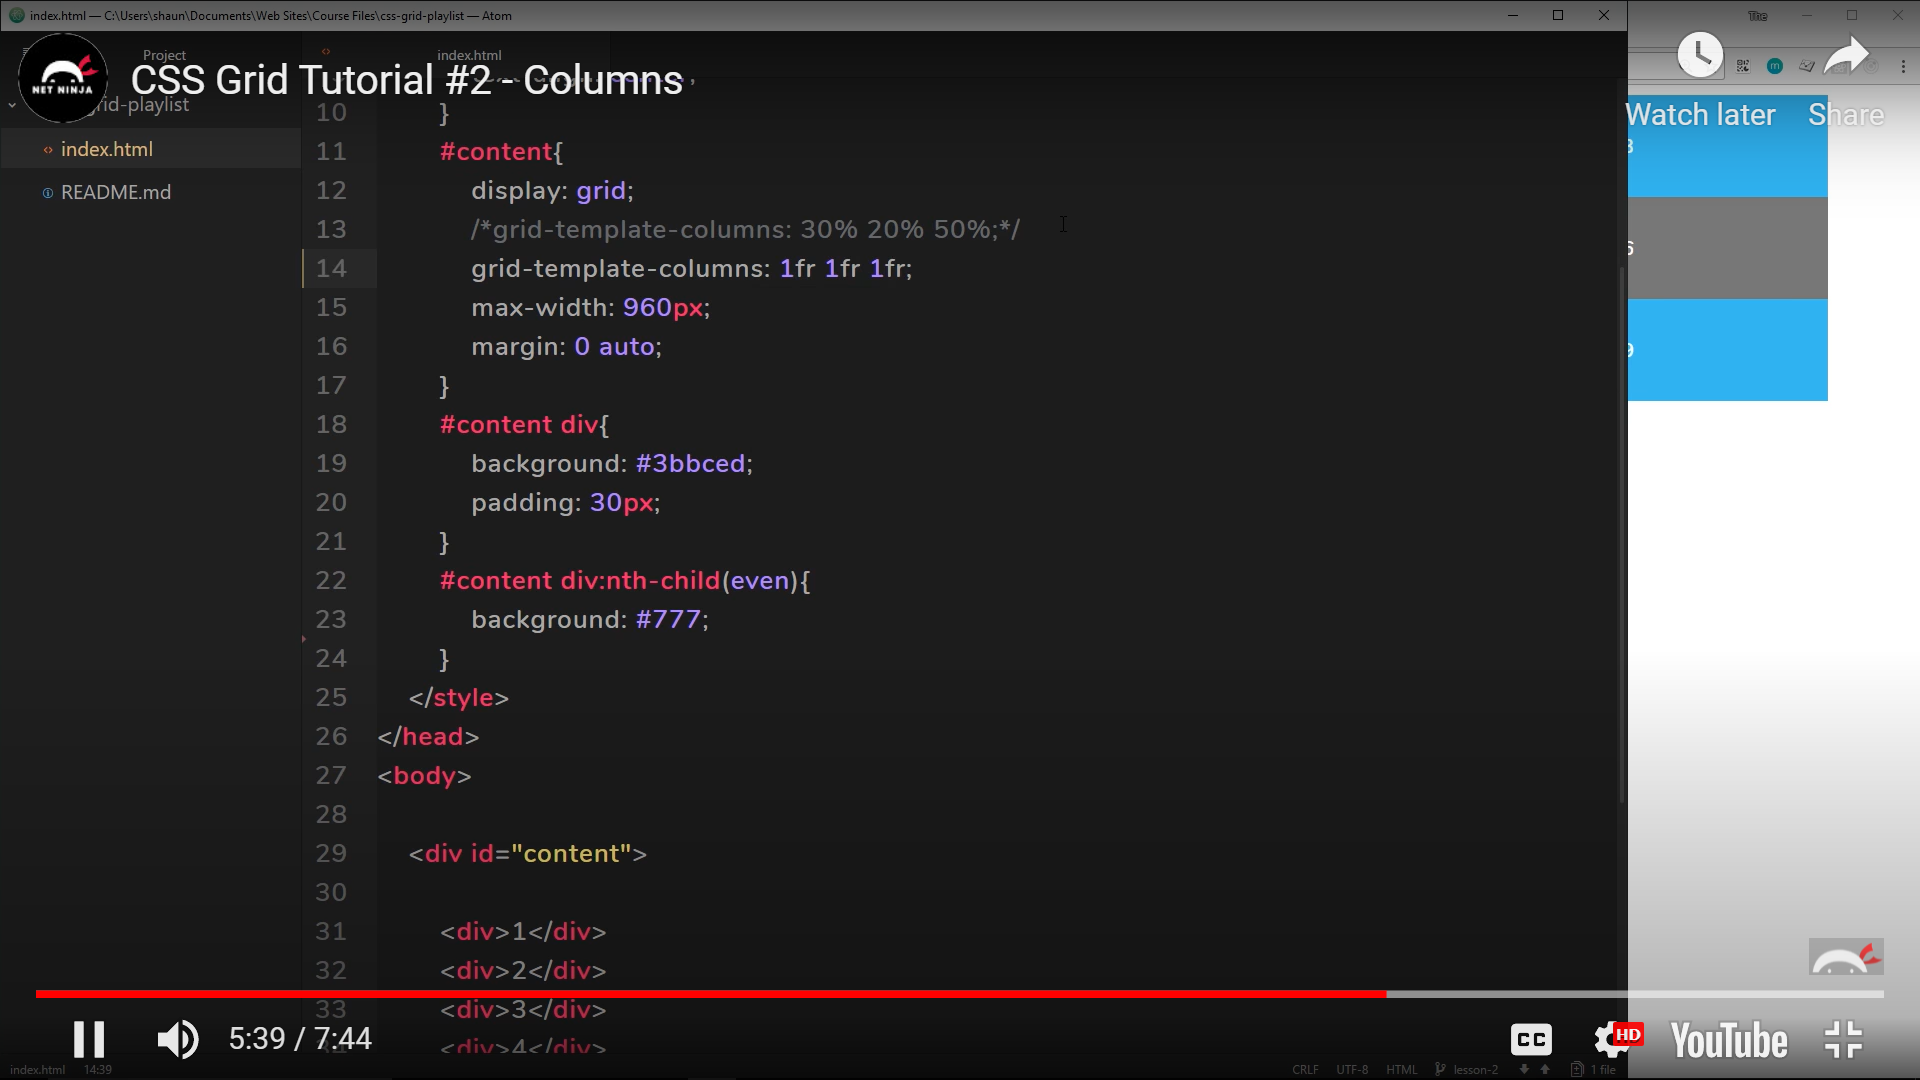 index.html — C:\Users\shaun\Documents\Web Sites\Course Files\css-grid-playlist — Atom
The
Project
index.html
NET NINJA
CSS Grid Tutorial #2 - Columns
Watch later
Share
rid-playlist
index.html
README.md
10 }
11 #content{
12 display: grid;
13 /*grid-template-columns: 30% 20% 50%;*/
14 grid-template-columns: 1fr 1fr 1fr;
15 max-width: 960px;
16 margin: 0 auto;
17 }
18 #content div{
19 background: #3bbced;
20 padding: 30px;
21 }
22 #content div:nth-child(even){
23 background: #777;
24 }
25 </style>
26 </head>
27 <body>
28
29 <div id="content">
30
31 <div>1</div>
32 <div>2</div>
33 <div>3</div>
34 <div>4</div>
3
6
9
m
5:39 / 7:44
CC
HD
YouTube
index.html 14:39
CRLF UTF-8 HTML lesson-2 1 file